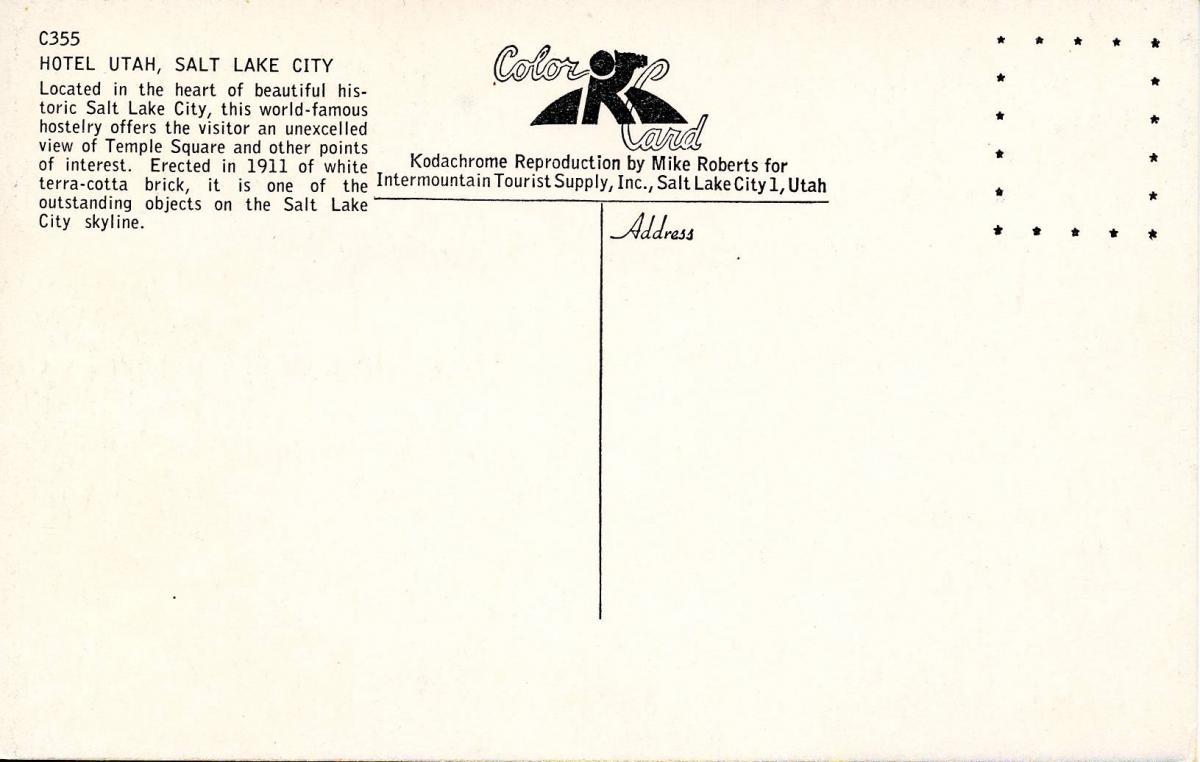 C355
HOTEL UTAH, SALT LAKE CITY
Located in the heart of beautiful his-
toric Salt Lake City, this world-famous
hostelry offers the visitor an unexcelled
view of Temple Square and other points
of interest. Erected in 1911 of white
terra-cotta brick, it is one of the
outstanding objects on the Salt Lake
City skyline.
Color
Card
Kodachrome Reproduction by Mike Roberts for
Intermountain Tourist Supply, Inc., Salt Lake City 1, Utah
Address